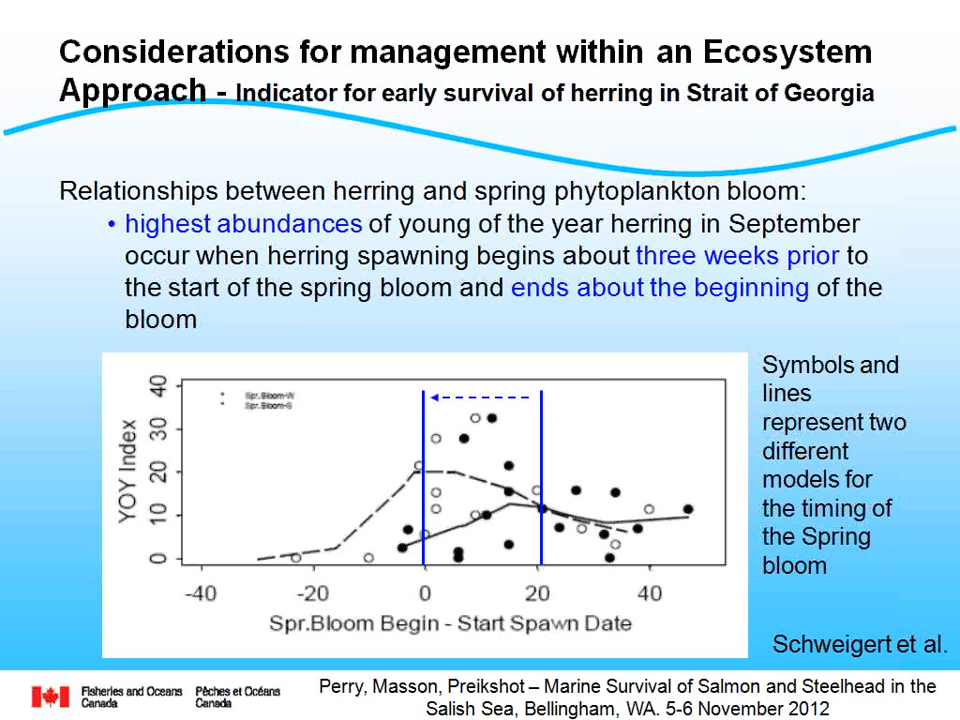 Considerations for management within an Ecosystem
Approach - Indicator for early survival of herring in Strait of Georgia
Relationships between herring and spring phytoplankton bloom:
• highest abundances of young of the year herring in September
occur when herring spawning begins about three weeks prior to
the start of the spring bloom and ends about the beginning of the
bloom
Symbols and
lines
represent two
different
models for
the timing of
the Spring
bloom
Spr.Bloom-W
Spr.Bloom-S
YOY Index
40
30
20
10
0
-40 -20 0 20 40
Spr.Bloom Begin - Start Spawn Date
Schweigert et al.
Fisheries and Oceans
Canada
Pêches et Océans
Canada
Perry, Masson, Preikshot – Marine Survival of Salmon and Steelhead in the
Salish Sea, Bellingham, WA. 5-6 November 2012